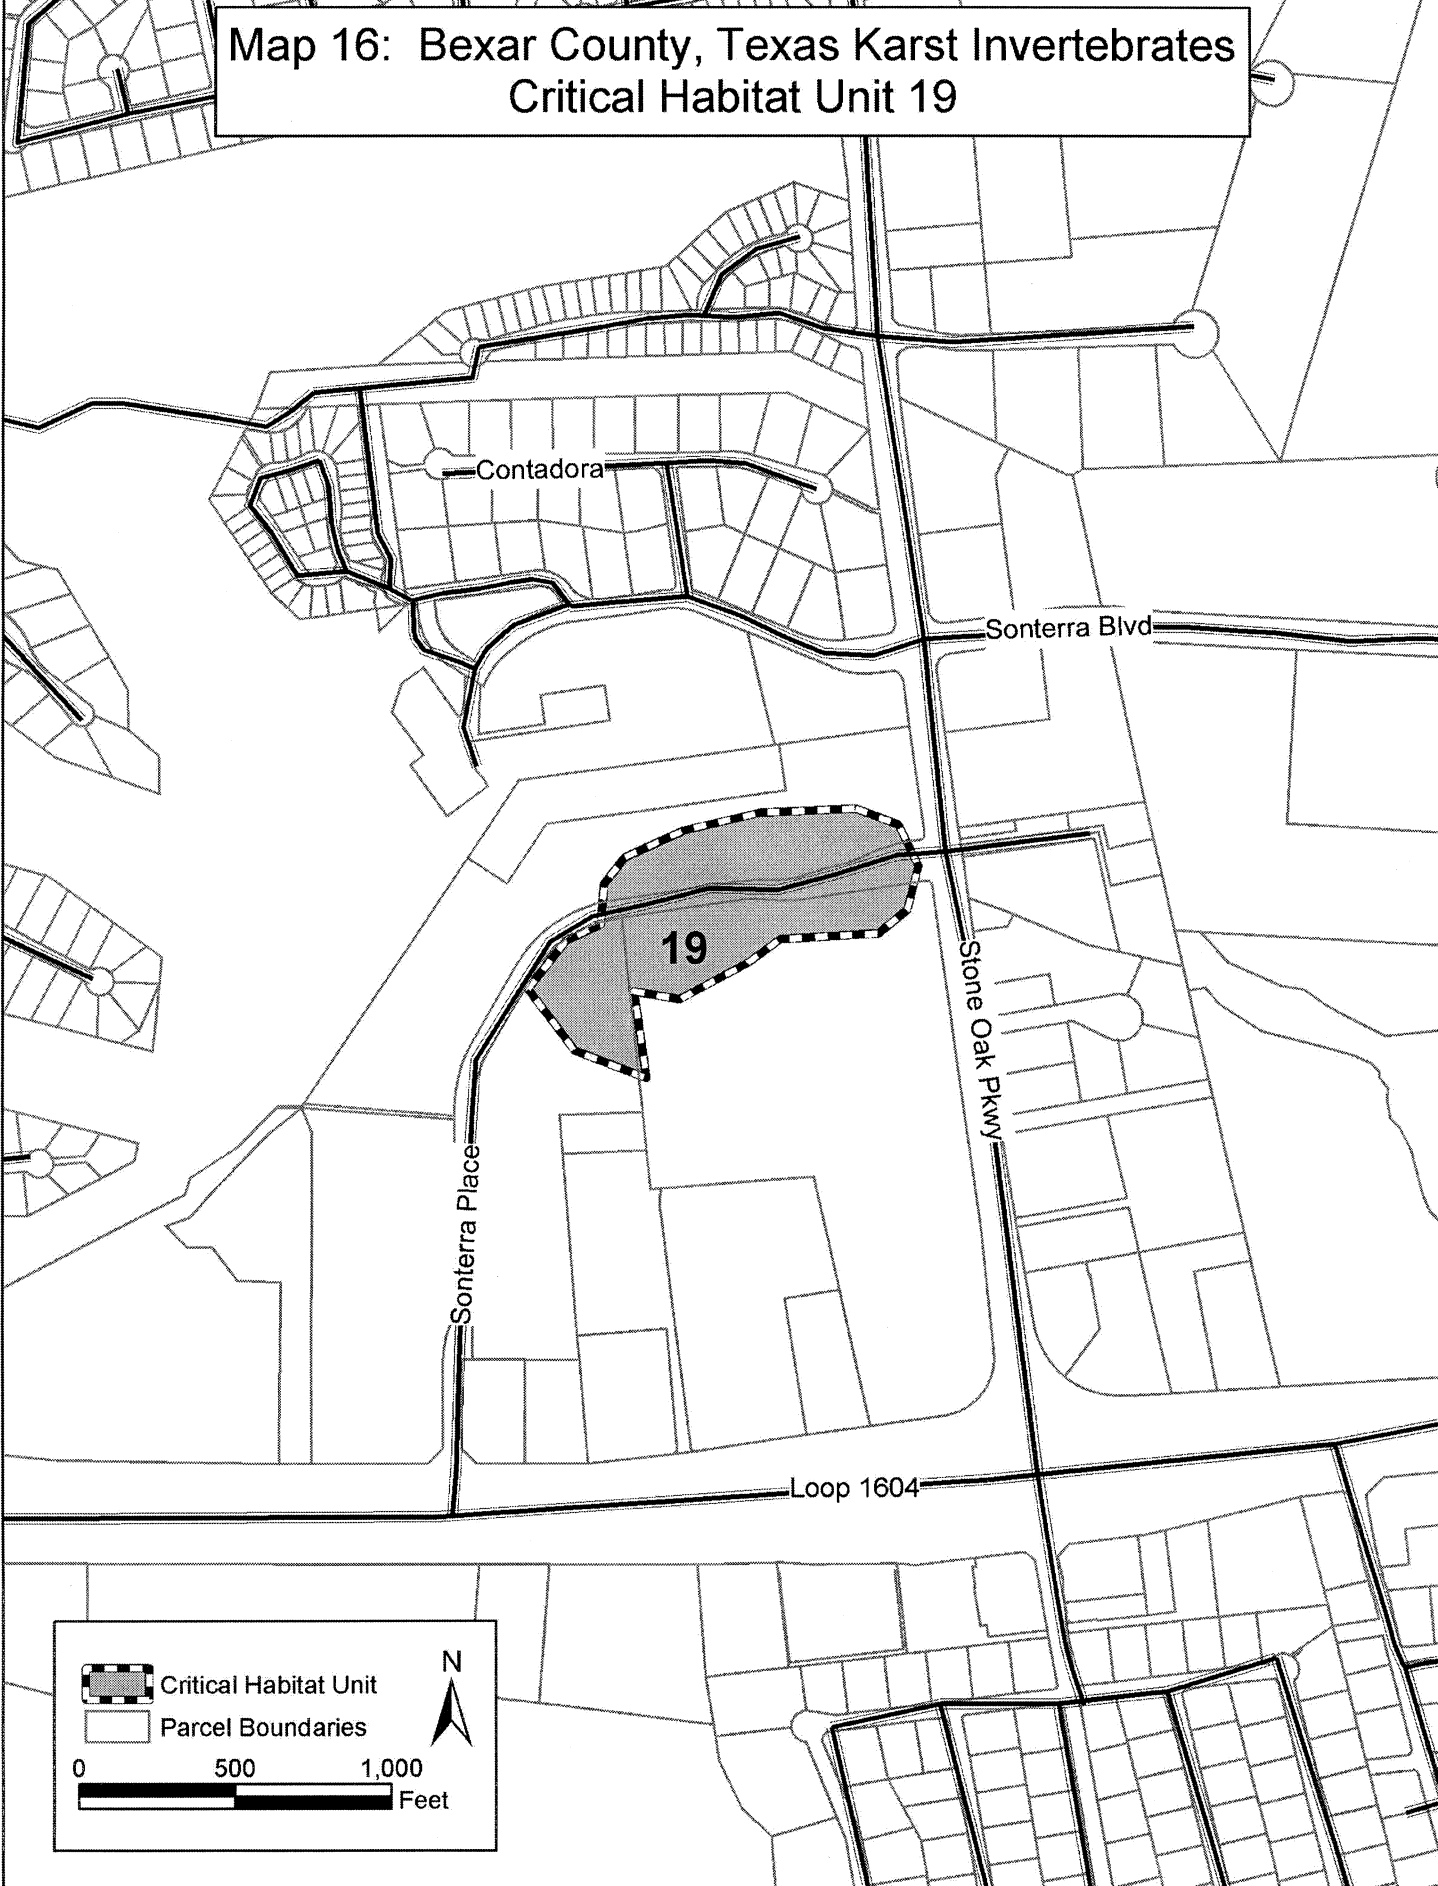 Map 16: Bexar County, Texas Karst Invertebrates
Critical Habitat Unit 19
Contadora
Sonterra Blvd
19
Stone Oak Pkwy
Sonterra Place
Loop 1604
N
Critical Habitat Unit
Parcel Boundaries
0 500 1,000
Feet